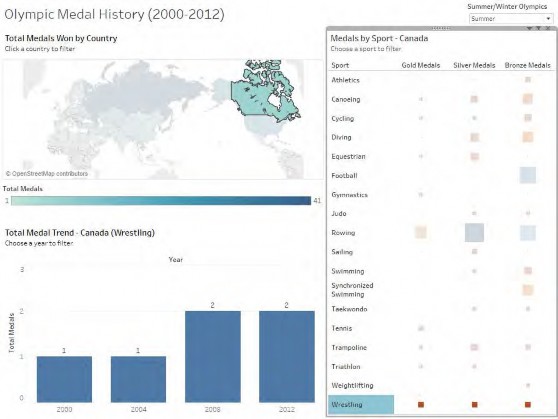 Olympic Medal History (2000-2012)
Summer/Winter Olympics
Summer
Total Medals Won by Country
Click a country to filter
© OpenStreetMap contributors
Total Medals
1
41
Total Medal Trend - Canada (Wrestling)
Choose a year to filter
Year
Total Medals
3
2
1
0
1
1
2
2
2000
2004
2008
2012
Medals by Sport - Canada
Choose a sport to filter
Sport Gold Medals Silver Medals Bronze Medals
Athletics
Canoeing
Cycling
Diving
Equestrian
Football
Gymnastics
Judo
Rowing
Sailing
Swimming
Synchronized
Swimming
Taekwondo
Tennis
Trampoline
Triathlon
Weightlifting
Wrestling